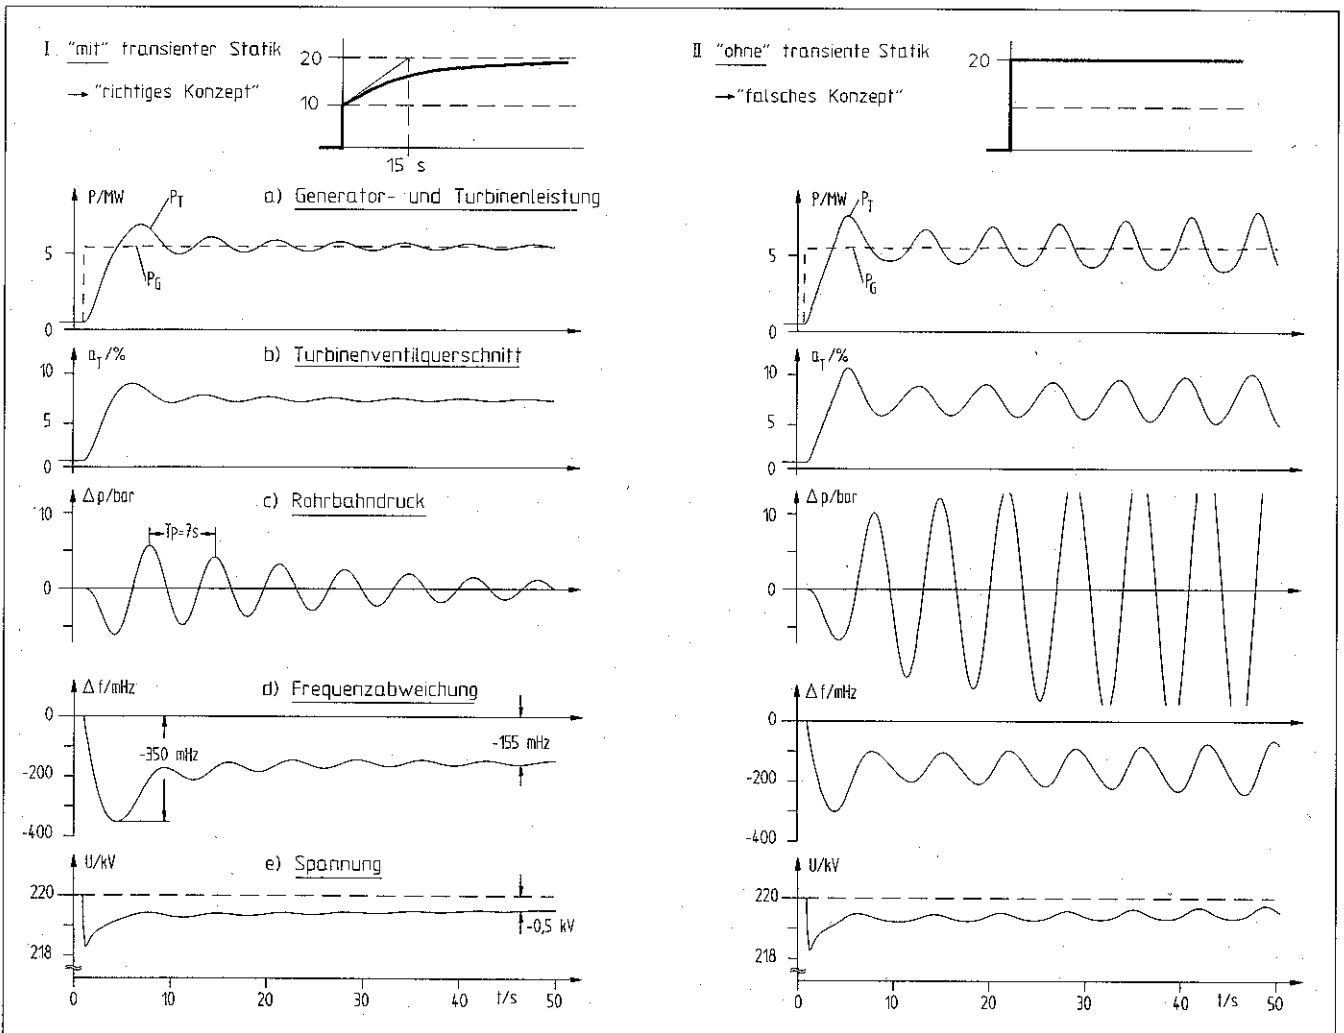 I "mit" transienter Statik
→ "richtiges Konzept"
20
10
15 s
P/MW
P_T
a) Generator- und Turbinenleistung
5
P_G
0
a_T/%
b) Turbinenventilquerschnitt
10
5
0
Δp/bar
c) Rohrbahndruck
10
Tp=7s
0
Δf/mHz
d) Frequenzabweichung
0
-350 mHz
-155 mHz
-200
-400
U/kV
e) Spannung
220
-0,5 kV
218
0 10 20 30 40 t/s 50
II "ohne" transiente Statik
→ "falsches Konzept"
20
P/MW
P_T
5
P_G
0
a_T/%
10
5
0
Δp/bar
10
0
Δf/mHz
0
-200
-400
U/kV
220
218
0 10 20 30 40 t/s 50